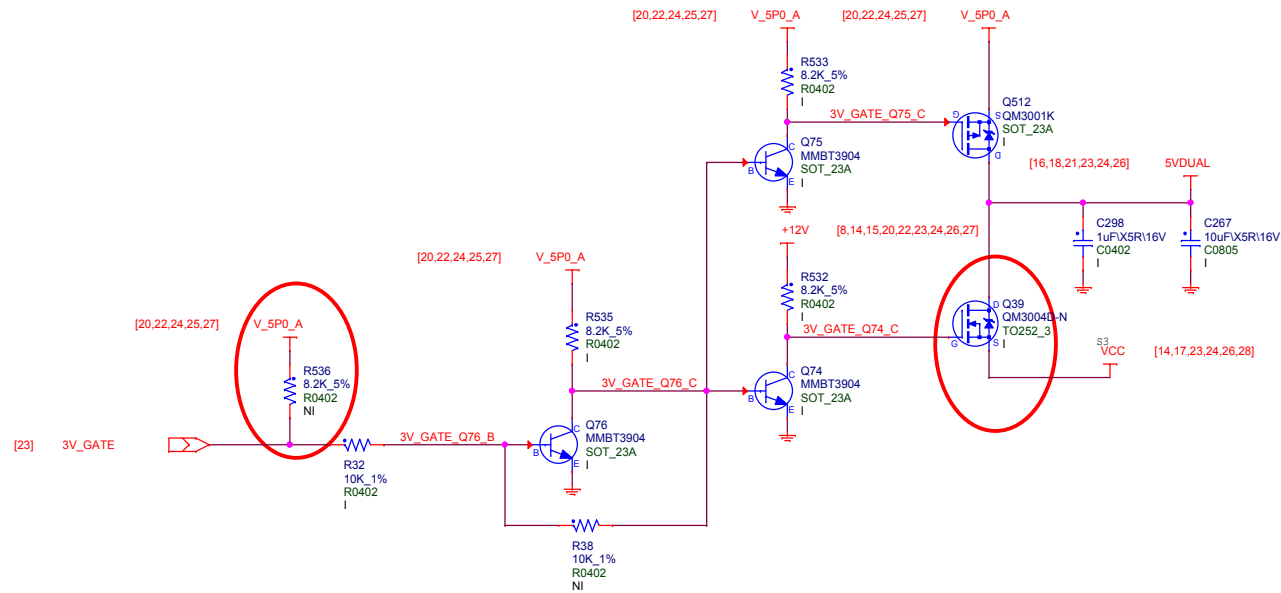 [20,22,24,25,27]
V_5P0_A
[20,22,24,25,27]
V_5P0_A
R533
8.2K_5%
R0402
I
3V_GATE_Q75_C
G
S
D
Q512
QM3001K
SOT_23A
I
Q75
MMBT3904
SOT_23A
I
B
C
E
[16,18,21,23,24,26]
5VDUAL
C298
1uF\X5R\16V
C0402
I
C267
10uF\X5R\16V
C0805
I
+12V
[8,14,15,20,22,23,24,26,27]
R532
8.2K_5%
R0402
I
3V_GATE_Q74_C
G
D
S
Q39
QM3004D-N
TO252_3
I
S3
VCC
[14,17,23,24,26,28]
Q74
MMBT3904
SOT_23A
I
B
C
E
[20,22,24,25,27]
V_5P0_A
R535
8.2K_5%
R0402
I
3V_GATE_Q76_C
[20,22,24,25,27]
V_5P0_A
R536
8.2K_5%
R0402
NI
[23]
3V_GATE
3V_GATE_Q76_B
R32
10K_1%
R0402
I
Q76
MMBT3904
SOT_23A
I
B
C
E
R38
10K_1%
R0402
NI